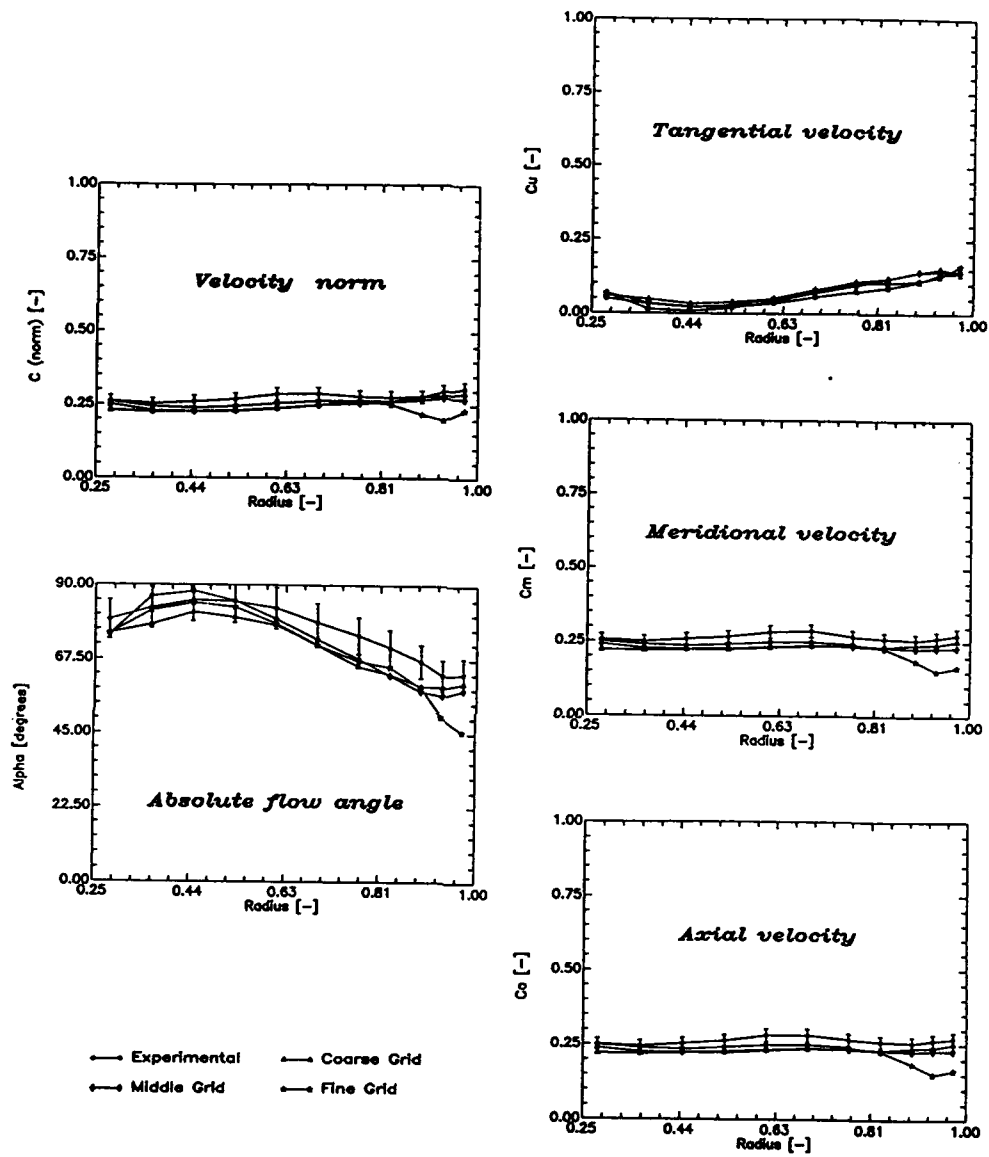 1.00
0.75
0.50
0.25
0.00
Cu [-]
Tangential velocity
0.25
0.44
0.63
0.81
1.00
Radius [-]
1.00
0.75
0.50
0.25
0.00
C (norm) [-]
Velocity norm
0.25
0.44
0.63
0.81
1.00
Radius [-]
1.00
0.75
0.50
0.25
0.00
Cm [-]
Meridional velocity
0.25
0.44
0.63
0.81
1.00
Radius [-]
90.00
67.50
45.00
22.50
0.00
Alpha [degrees]
Absolute flow angle
0.25
0.44
0.63
0.81
1.00
Radius [-]
1.00
0.75
0.50
0.25
0.00
Ca [-]
Axial velocity
0.25
0.44
0.63
0.81
1.00
Radius [-]
Experimental
Coarse Grid
Middle Grid
Fine Grid